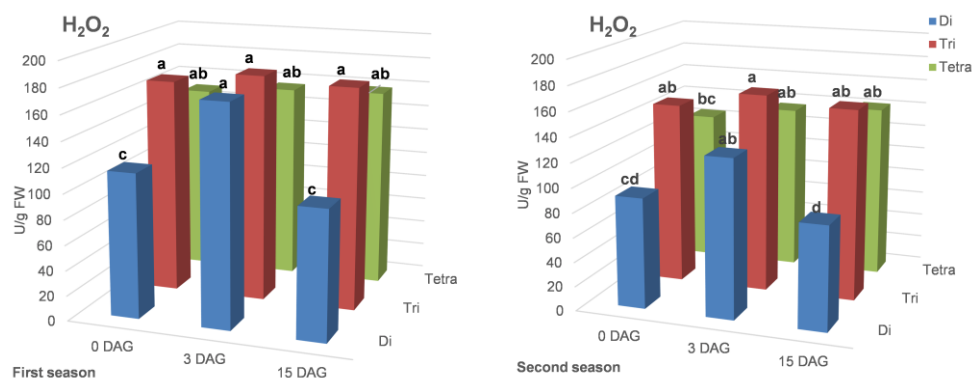 H₂O₂
200
180
160
140
120
100
80
60
40
20
0
U/g FW
a
ab
a
a
ab
a
ab
c
c
0 DAG
3 DAG
15 DAG
Di
Tri
Tetra
First season
H₂O₂
Di
Tri
Tetra
200
180
160
140
120
100
80
60
40
20
0
U/g FW
ab
bc
a
ab
ab
ab
ab
cd
d
0 DAG
3 DAG
15 DAG
Di
Tri
Tetra
Second season